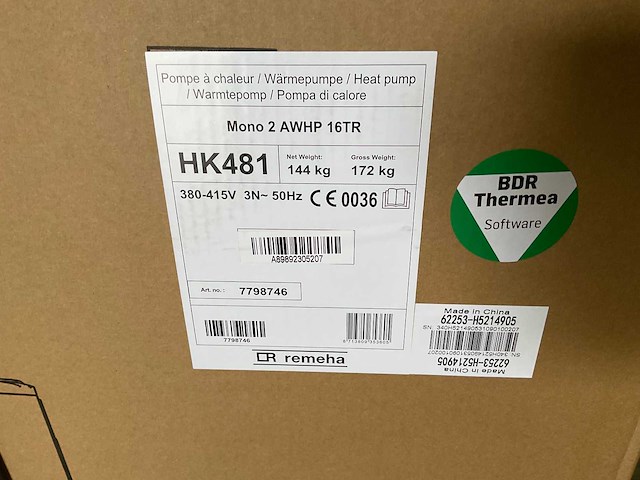 Pompe à chaleur / Wärmepumpe / Heat pump
/ Warmtepomp / Pompa di calore
Mono 2 AWHP 16TR
HK481
Net Weight:
144 kg
Gross Weight:
172 kg
380-415V 3N~ 50Hz CE 0036
A89892305207
Art. no.: 7798746
7798746
remeha
BDR
Thermea
Software
Made in China
62253-H5214905
62253-H5214905
Made in China